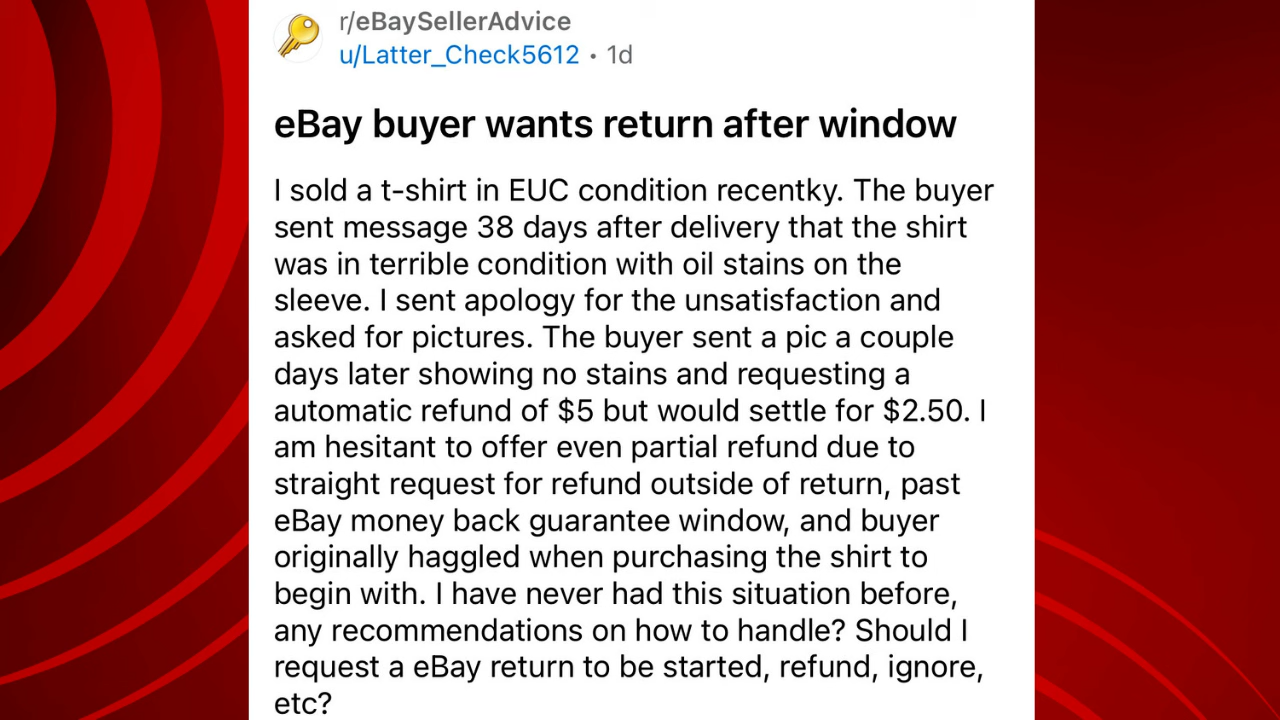 r/eBaySellerAdvice
u/Latter_Check5612 • 1d
eBay buyer wants return after window
I sold a t-shirt in EUC condition recentky. The buyer
sent message 38 days after delivery that the shirt
was in terrible condition with oil stains on the
sleeve. I sent apology for the unsatisfaction and
asked for pictures. The buyer sent a pic a couple
days later showing no stains and requesting a
automatic refund of $5 but would settle for $2.50. I
am hesitant to offer even partial refund due to
straight request for refund outside of return, past
eBay money back guarantee window, and buyer
originally haggled when purchasing the shirt to
begin with. I have never had this situation before,
any recommendations on how to handle? Should I
request a eBay return to be started, refund, ignore,
etc?